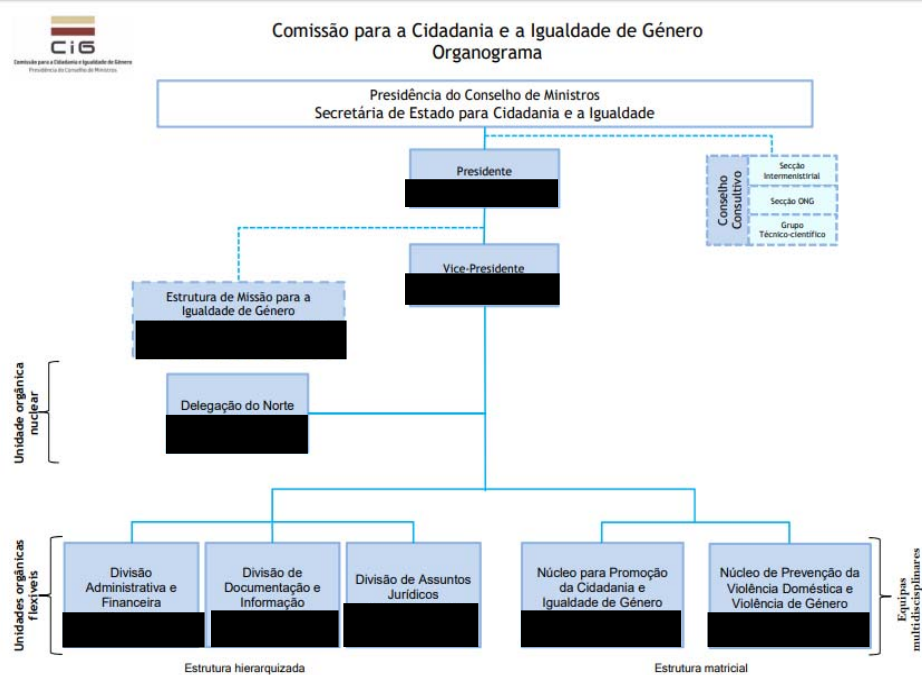 CiG
Comissão para a Cidadania e Igualdade de Género
Presidência do Conselho de Ministros
Comissão para a Cidadania e a Igualdade de Género
Organograma
Presidência do Conselho de Ministros
Secretária de Estado para Cidadania e a Igualdade
Presidente
Conselho
Consultivo
Secção
Intermenistirial
Secção ONG
Grupo
Técnico-científico
Vice-Presidente
Estrutura de Missão para a
Igualdade de Género
Unidade orgânica
nuclear
Delegação do Norte
Unidades orgânicas
flexíveis
Divisão
Administrativa e
Financeira
Divisão de
Documentação e
Informação
Divisão de Assuntos
Jurídicos
Núcleo para Promoção
da Cidadania e
Igualdade de Género
Núcleo de Prevenção da
Violência Doméstica e
Violência de Género
Equipas
multidiscisplinares
Estrutura hierarquizada
Estrutura matricial